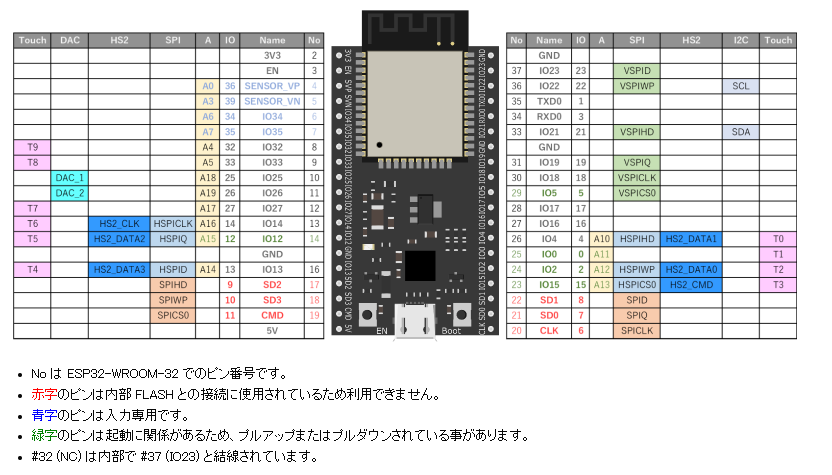 Touch DAC HS2 SPI A IO Name No
3V3 2
EN 3
A0 36 SENSOR_VP 4
A3 39 SENSOR_VN 5
A6 34 IO34 6
A7 35 IO35 7
T9 A4 32 IO32 8
T8 A5 33 IO33 9
DAC_1 A18 25 IO25 10
DAC_2 A19 26 IO26 11
T7 A17 27 IO27 12
T6 HS2_CLK HSPICLK A16 14 IO14 13
T5 HS2_DATA2 HSPIQ A15 12 IO12 14
GND
T4 HS2_DATA3 HSPID A14 13 IO13 16
SPIHD 9 SD2 17
SPIWP 10 SD3 18
SPICS0 11 CMD 19
5V
EN Boot
No Name IO A SPI HS2 I2C Touch
GND
37 IO23 23 VSPID
36 IO22 22 VSPIWP SCL
35 TXD0 1
34 RXD0 3
33 IO21 21 VSPIHD SDA
GND
31 IO19 19 VSPIQ
30 IO18 18 VSPICLK
29 IO5 5 VSPICS0
28 IO17 17
27 IO16 16
26 IO4 4 A10 HSPIHD HS2_DATA1 T0
25 IO0 0 A11 T1
24 IO2 2 A12 HSPIWP HS2_DATA0 T2
23 IO15 15 A13 HSPICS0 HS2_CMD T3
22 SD1 8 SPID
21 SD0 7 SPIQ
20 CLK 6 SPICLK
No は ESP32-WROOM-32 でのピン番号です。
赤字のピンは内部 FLASH との接続に使用されているため利用できません。
青字のピンは入力専用です。
緑字のピンは起動に関係があるため、プルアップまたはプルダウンされている事があります。
#32 (NC) は内部で #37 (IO23) と結線されています。